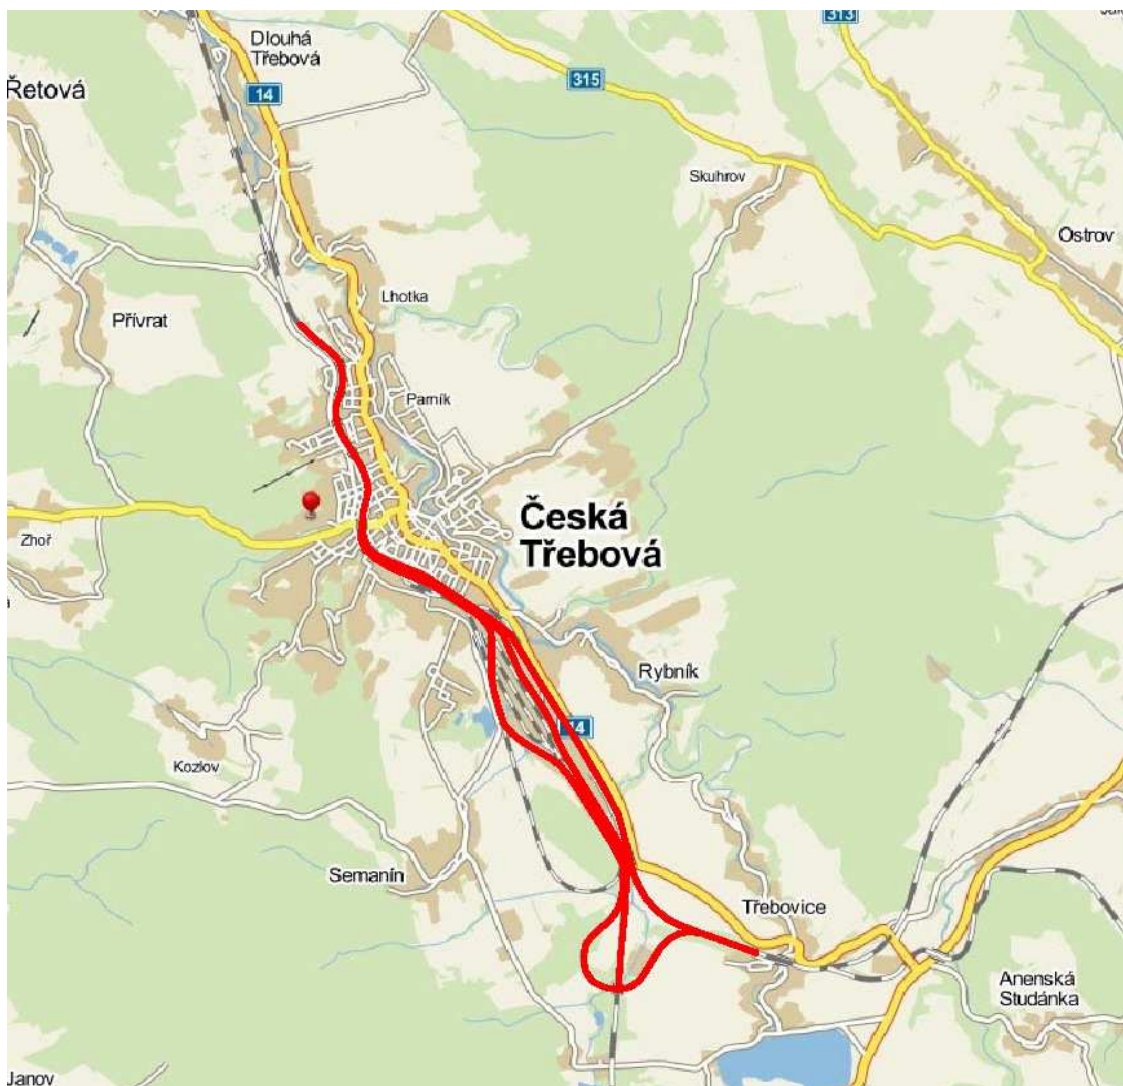 313
Dlouhá
Třebová
315
Řetová
14
Skuhrov
Ostrov
Lhotka
Přívrat
Parník
Česká
Třebová
Zhoř
Rybník
14
Kozlov
Semanín
Třebovice
Anenská
Studánka
Janov